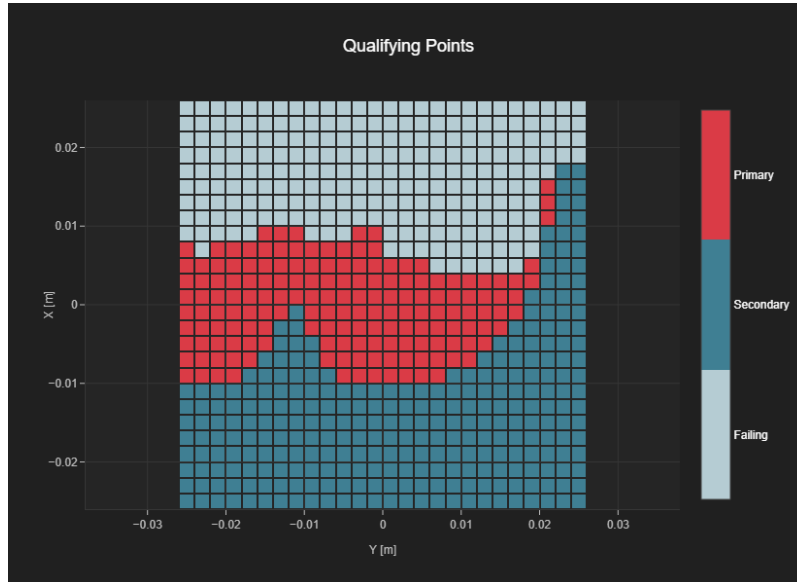 Qualifying Points
Primary
Secondary
Failing
0.02
0.01
0
−0.01
−0.02
X [m]
−0.03
−0.02
−0.01
0
0.01
0.02
0.03
Y [m]